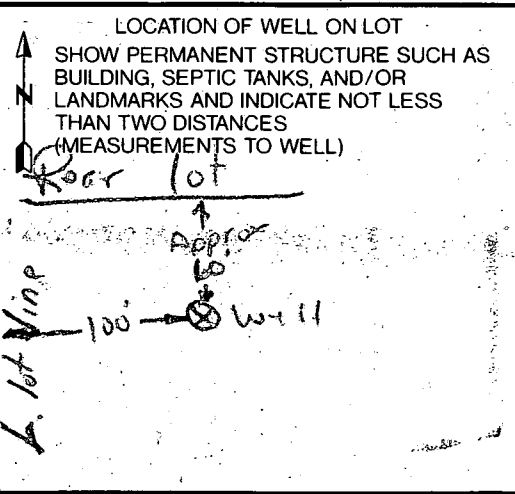 LOCATION OF WELL ON LOT
SHOW PERMANENT STRUCTURE SUCH AS
BUILDING, SEPTIC TANKS, AND/OR
LANDMARKS AND INDICATE NOT LESS
THAN TWO DISTANCES
(MEASUREMENTS TO WELL)
N
Rear lot
Approx
60'
100' Well
L. lot line